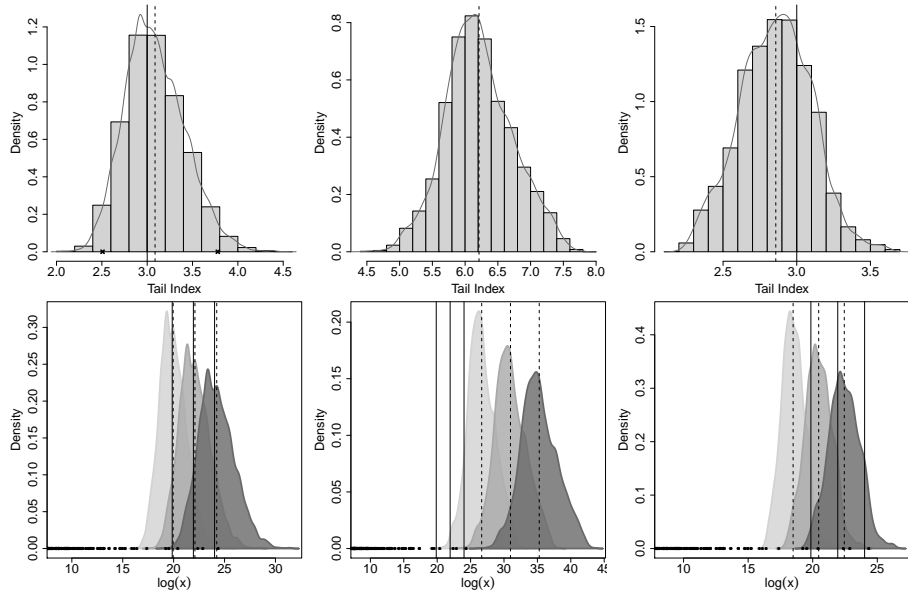 Density
0.0 0.2 0.4 0.6 0.8 1.0 1.2
2.0 2.5 3.0 3.5 4.0 4.5
Tail Index
Density
0.0 0.2 0.4 0.6 0.8
4.5 5.0 5.5 6.0 6.5 7.0 7.5 8.0
Tail Index
Density
0.0 0.5 1.0 1.5
2.5 3.0 3.5
Tail Index
Density
0.00 0.05 0.10 0.15 0.20 0.25 0.30
10 15 20 25 30
log(x)
Density
0.00 0.05 0.10 0.15 0.20
10 15 20 25 30 35 40 45
log(x)
Density
0.0 0.1 0.2 0.3 0.4
10 15 20 25
log(x)